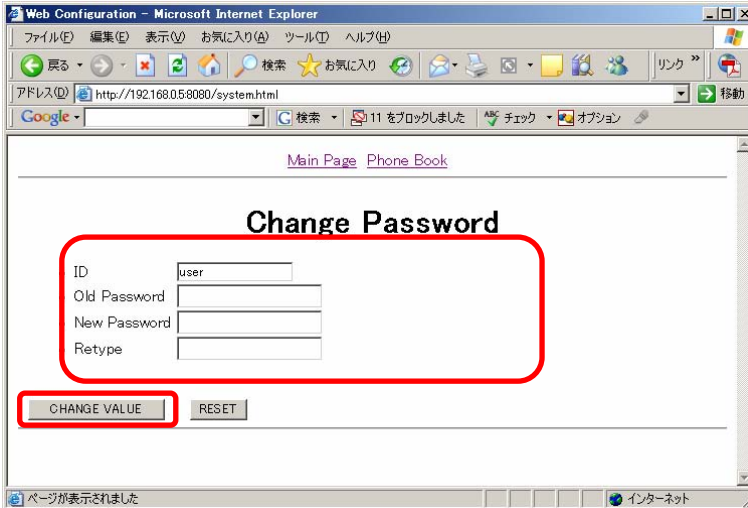 Web Configuration - Microsoft Internet Explorer
ファイル(F) 編集(E) 表示(V) お気に入り(A) ツール(T) ヘルプ(H)
戻る 検索 お気に入り リンク »
アドレス(D) http://192.168.0.5:8080/system.html 移動
Google G 検索 11 をブロックしました ABC チェック オプション
Main Page Phone Book
Change Password
ID user
Old Password
New Password
Retype
CHANGE VALUE RESET
ページが表示されました インターネット